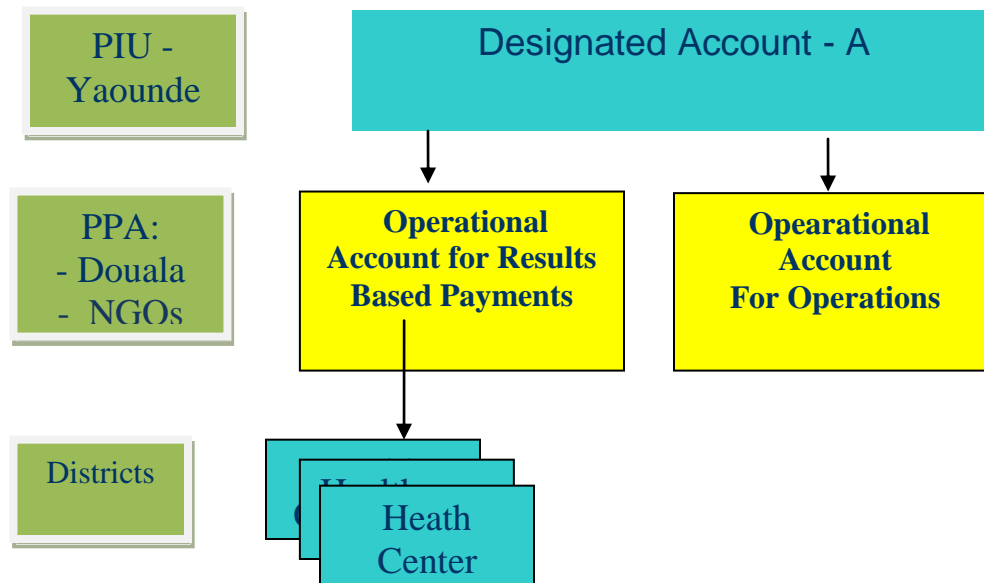 PIU -
Yaounde
Designated Account - A
PPA:
- Douala
- NGOs
Operational
Account for Results
Based Payments
Opearational
Account
For Operations
Districts
Heath
Center